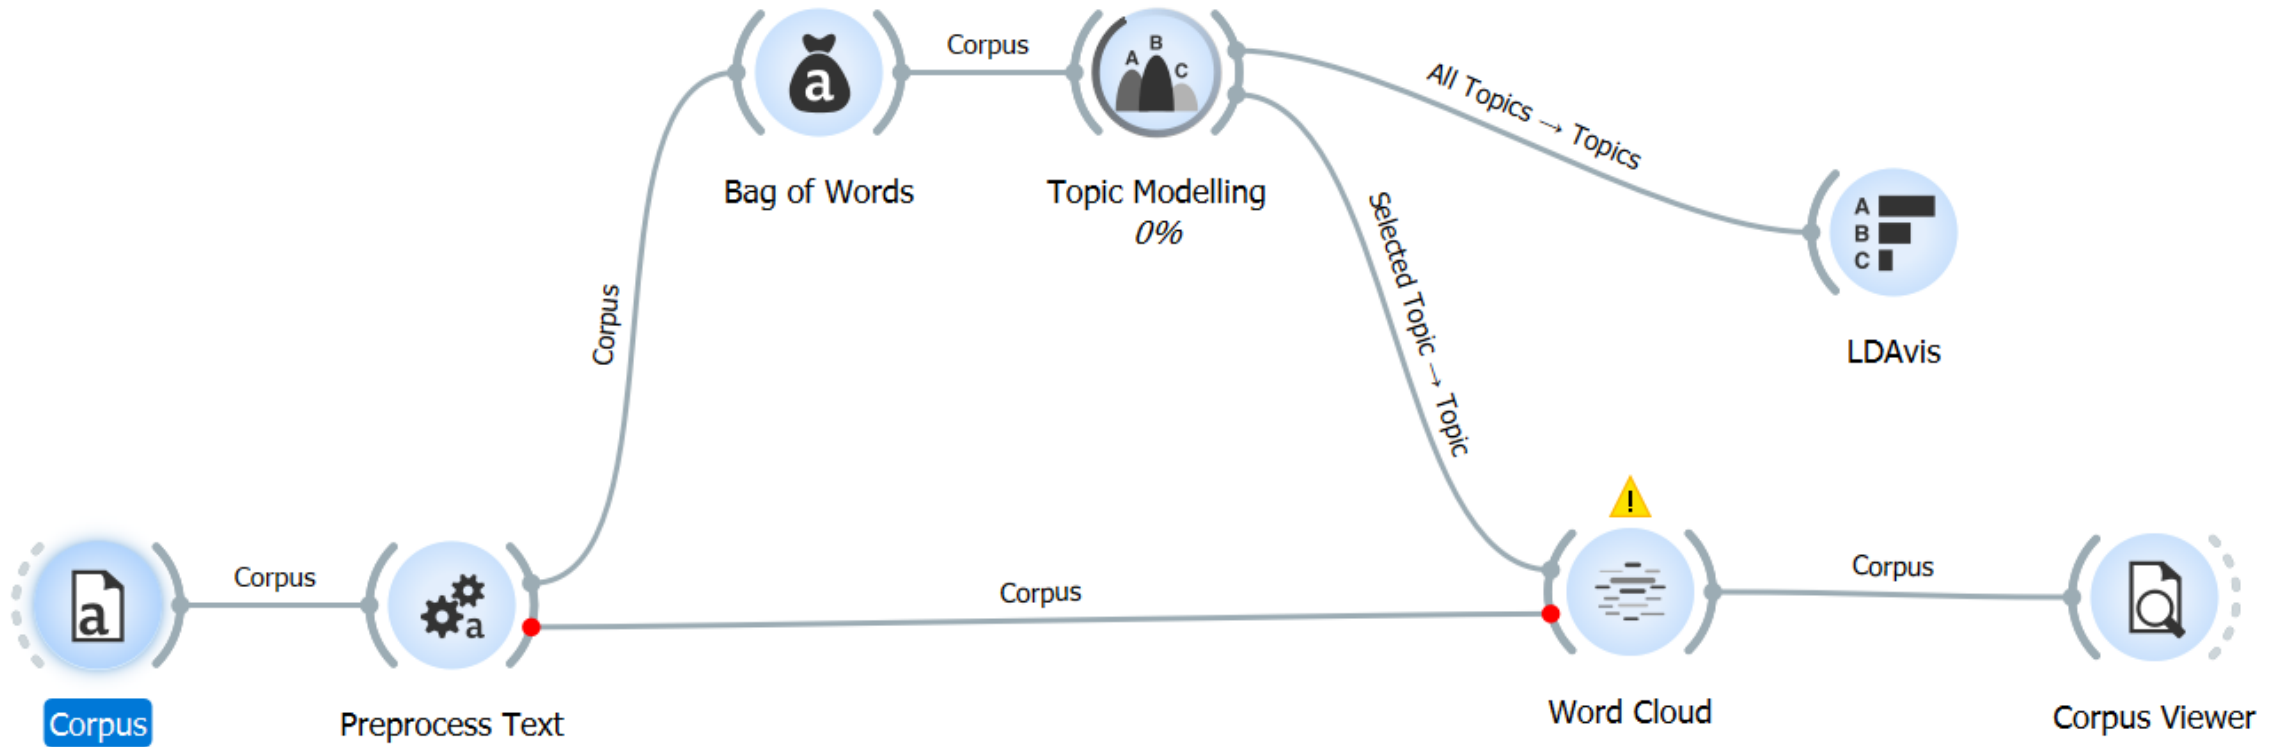 Corpus
Bag of Words
Topic Modelling
0%
All Topics → Topics
LDAvis
Selected Topic → Topic
Corpus
Corpus
Corpus
Corpus
Corpus
Preprocess Text
Word Cloud
Corpus Viewer
a
A B C
A
B
C
a
a
!